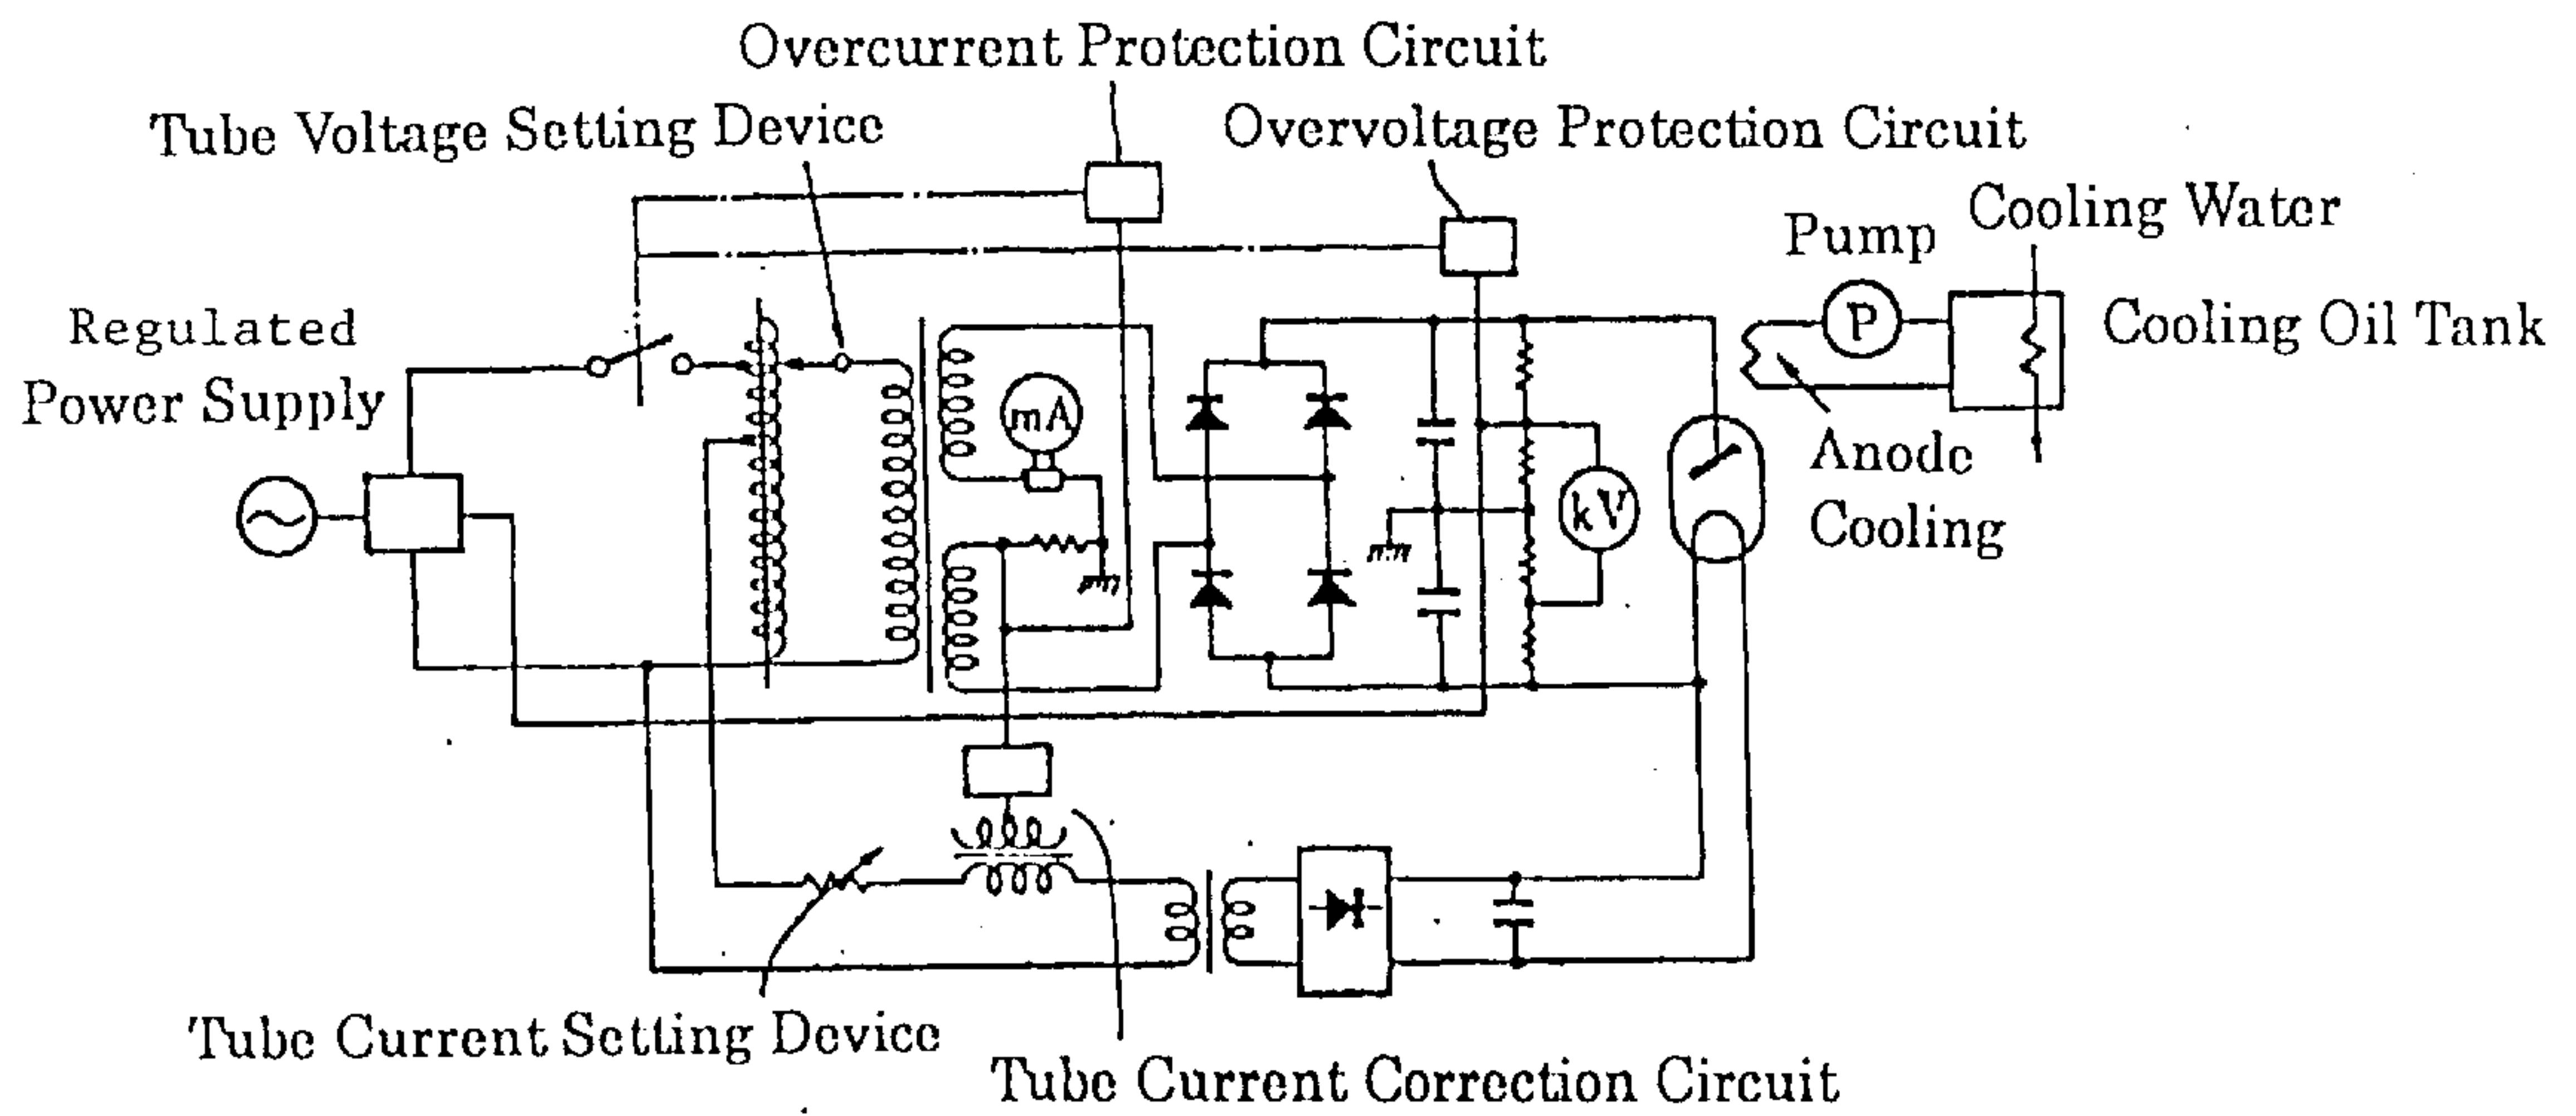 Overcurrent Protection Circuit
Tube Voltage Setting Device
Overvoltage Protection Circuit
Cooling Water
Pump
Regulated
Power Supply
P
Cooling Oil Tank
mA
kV
Anode
Cooling
Tube Current Setting Device
Tube Current Correction Circuit